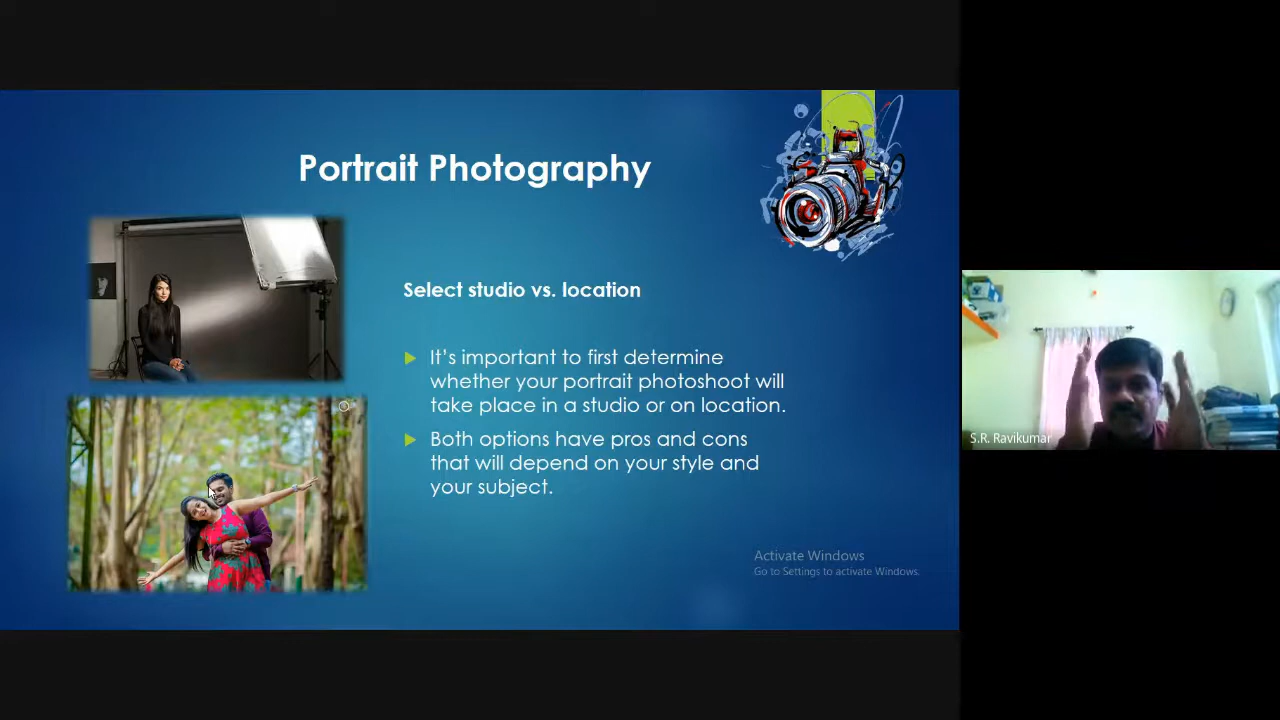 Portrait Photography
Select studio vs. location
It's important to first determine
whether your portrait photoshoot will
take place in a studio or on location.
Both options have pros and cons
that will depend on your style and
your subject.
Activate Windows
Go to Settings to activate Windows.
S.R. Ravikumar